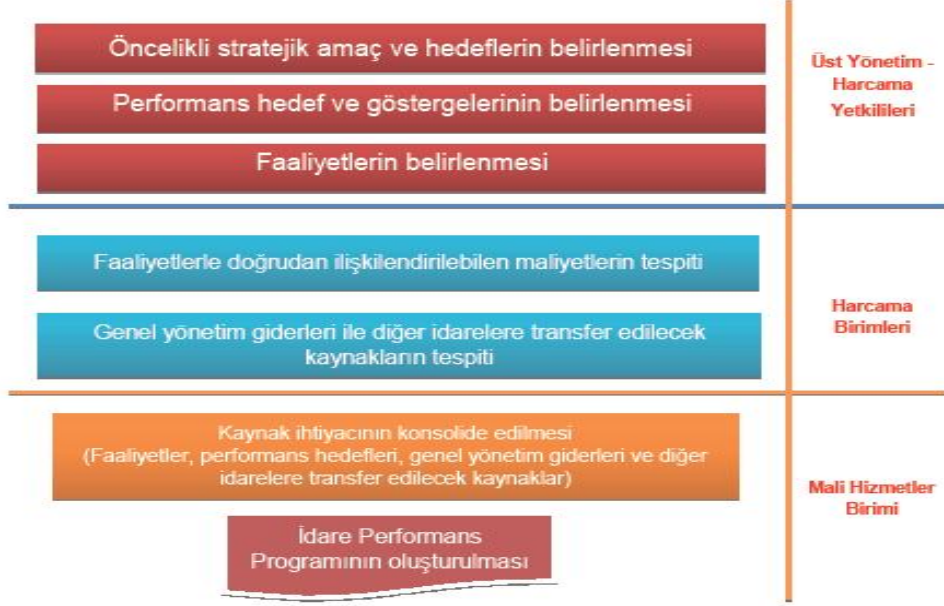 Öncelikli stratejik amaç ve hedeflerin belirlenmesi
Performans hedef ve göstergelerinin belirlenmesi
Faaliyetlerin belirlenmesi
Üst Yönetim -
Harcama
Yetkilileri
Faaliyetlerle doğrudan ilişkilendirilebilen maliyetlerin tespiti
Genel yönetim giderleri ile diğer idarelere transfer edilecek
kaynakların tespiti
Harcama
Birimleri
Kaynak ihtiyacının konsolide edilmesi
(Faaliyetler, performans hedefleri, genel yönetim giderleri ve diğer
idarelere transfer edilecek kaynaklar)
İdare Performans
Programının oluşturulması
Mali Hizmetler
Birimi